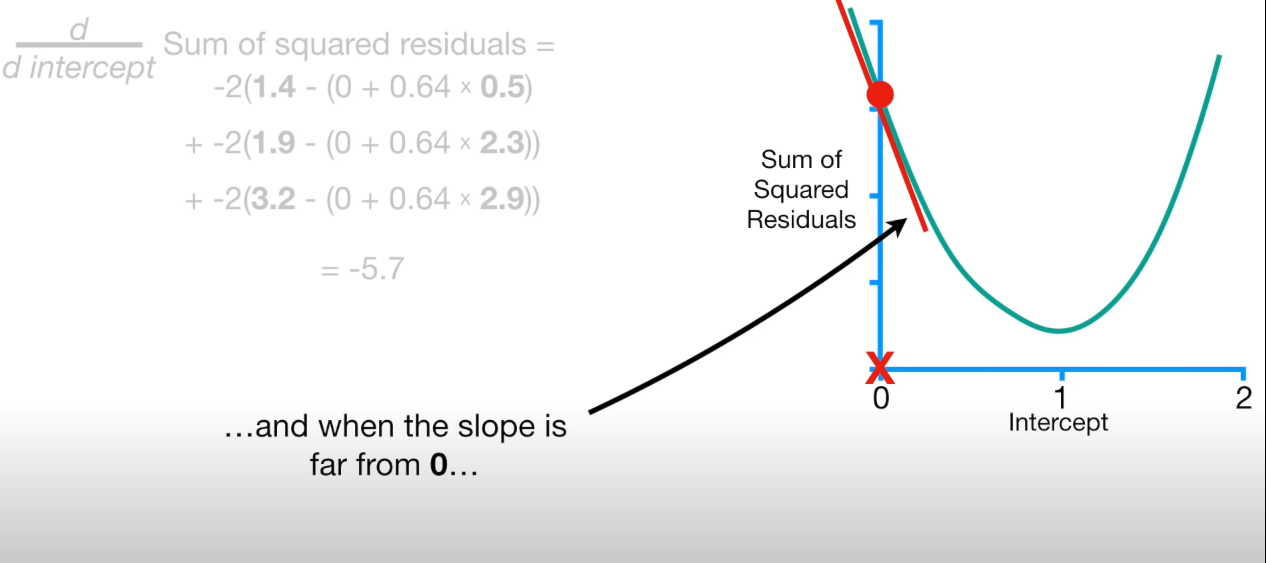 d
d intercept
Sum of squared residuals =
-2(1.4 - (0 + 0.64 × 0.5)
+ -2(1.9 - (0 + 0.64 × 2.3))
+ -2(3.2 - (0 + 0.64 × 2.9))
= -5.7
Sum of
Squared
Residuals
X
0
1
2
Intercept
…and when the slope is
far from 0…